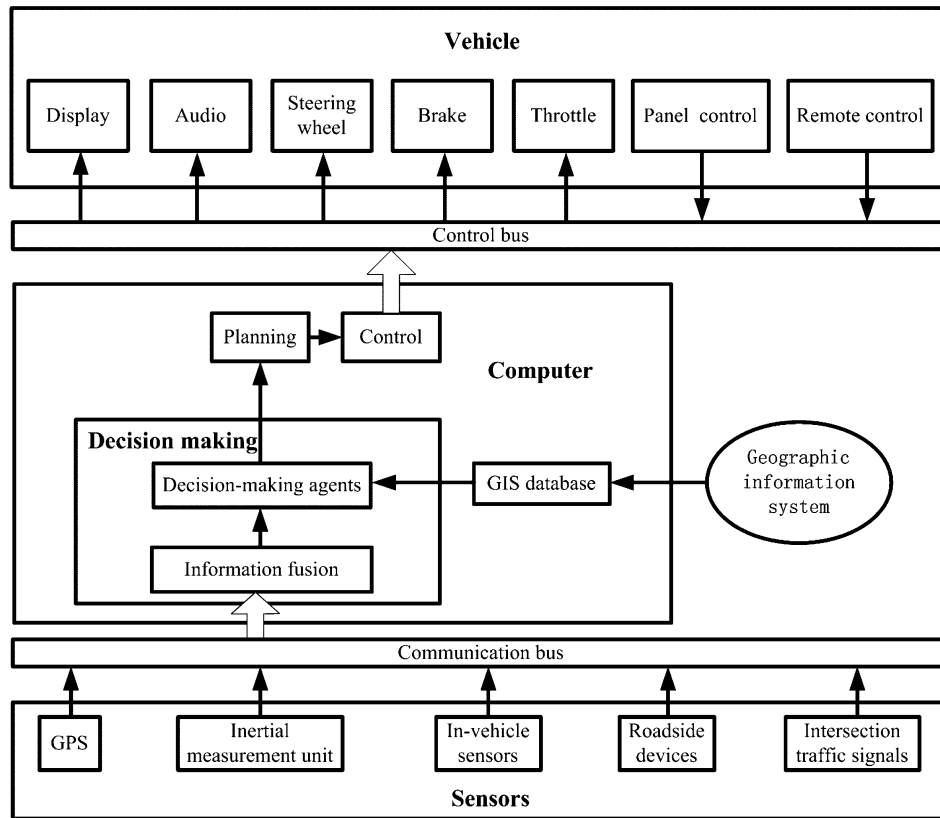 Vehicle
Display
Audio
Steering
wheel
Brake
Throttle
Panel control
Remote control
Control bus
Planning
Control
Computer
Decision making
Decision-making agents
GIS database
Geographic
information
system
Information fusion
Communication bus
GPS
Inertial
measurement unit
In-vehicle
sensors
Roadside
devices
Intersection
traffic signals
Sensors